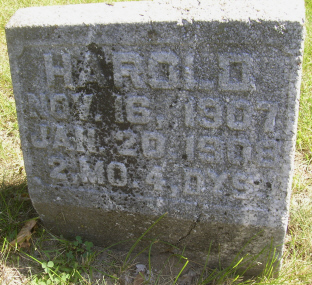 HAROLD
NOV. 16, 1907
JAN. 20, 1908
2, MO. 4, DYS.